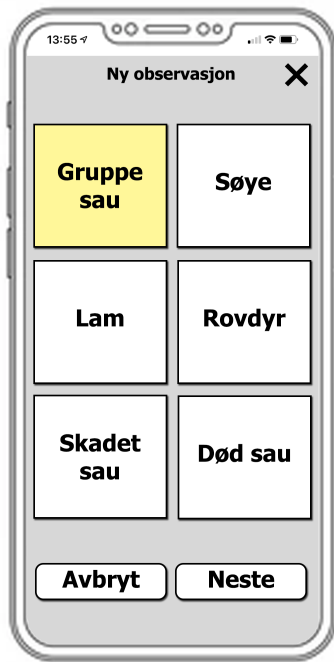 13:55
Ny observasjon
Gruppe
sau
Søye
Lam
Rovdyr
Skadet
sau
Død sau
Avbryt
Neste